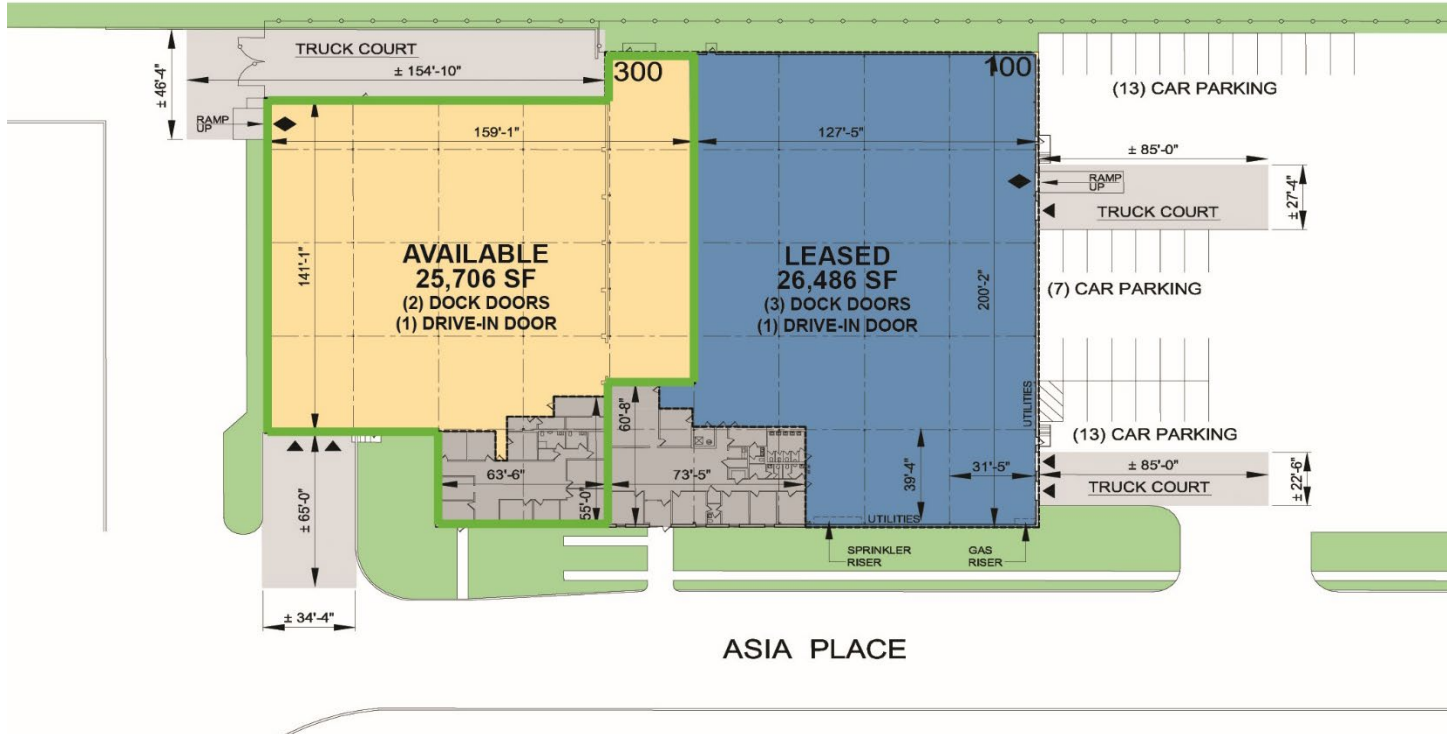 TRUCK COURT
± 154'-10"
± 46'-4"
RAMP
UP
300
100
(13) CAR PARKING
159'-1"
127'-5"
± 85'-0"
RAMP
UP
TRUCK COURT
± 27'-4"
141'-1"
AVAILABLE
25,706 SF
(2) DOCK DOORS
(1) DRIVE-IN DOOR
LEASED
26,486 SF
(3) DOCK DOORS
(1) DRIVE-IN DOOR
200'-2"
(7) CAR PARKING
UTILITIES
60'-8"
(13) CAR PARKING
63'-6"
55'-0"
73'-5"
39'-4"
31'-5"
± 85'-0"
TRUCK COURT
± 22'-6"
± 65'-0"
UTILITIES
SPRINKLER
RISER
GAS
RISER
± 34'-4"
ASIA PLACE